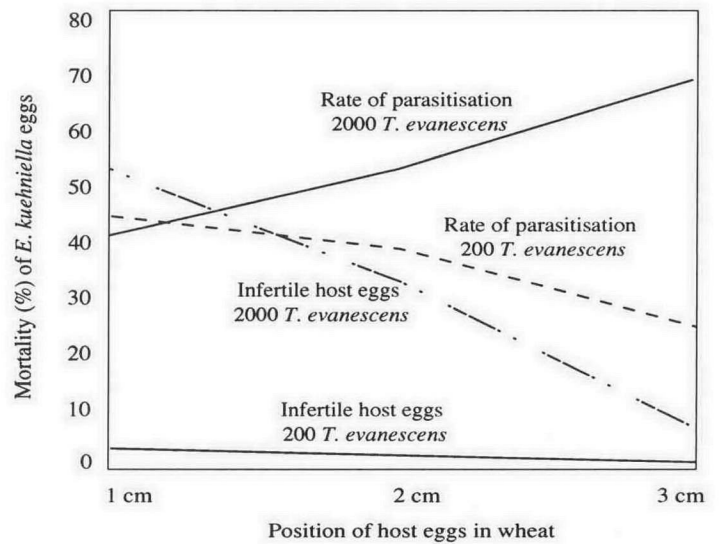 Mortality (%) of E. kuehniella eggs
80
70
60
50
40
30
20
10
0
Rate of parasitisation
2000 T. evanescens
Rate of parasitisation
200 T. evanescens
Infertile host eggs
2000 T. evanescens
Infertile host eggs
200 T. evanescens
1 cm
2 cm
3 cm
Position of host eggs in wheat